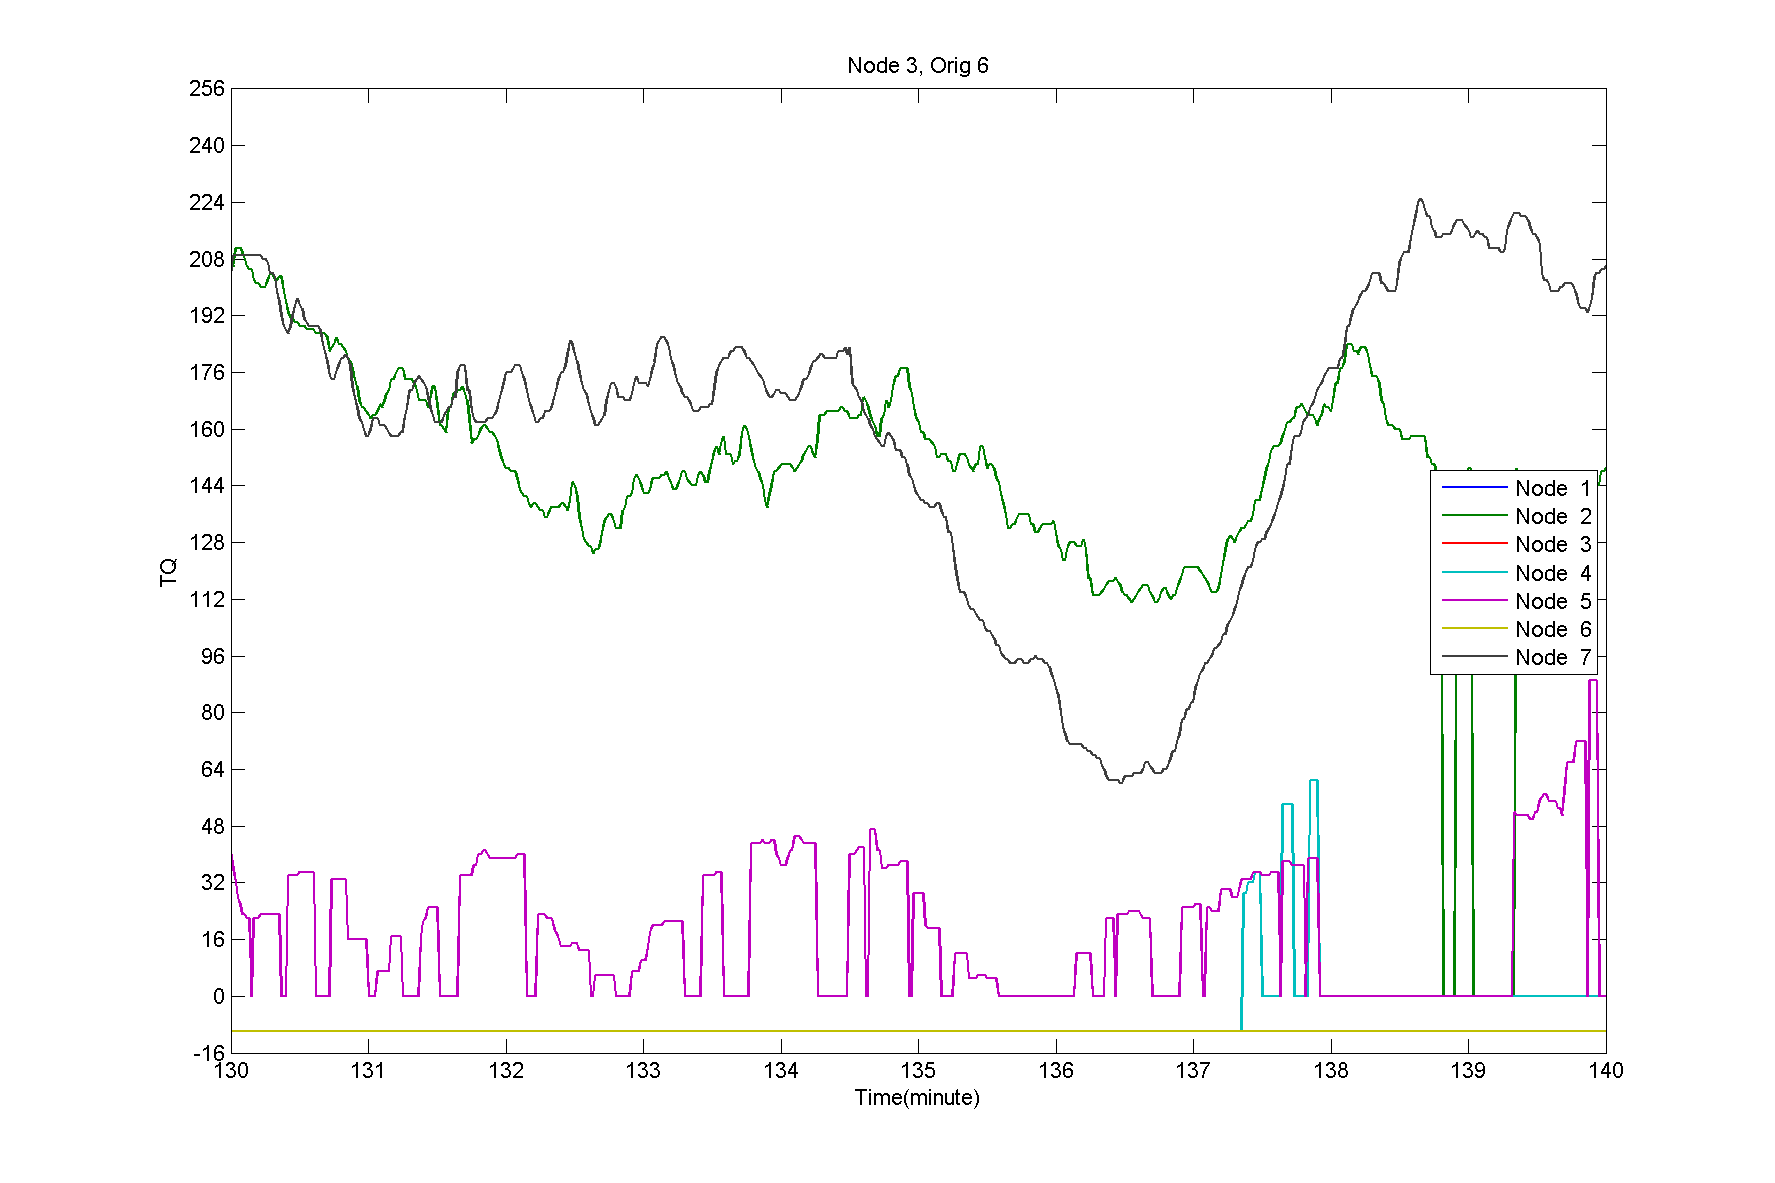 Node 3, Orig 6
256
240
224
208
192
176
160
144
128
112
96
80
64
48
32
16
0
-16
TQ
Node 1
Node 2
Node 3
Node 4
Node 5
Node 6
Node 7
130 131 132 133 134 135 136 137 138 139 140
Time(minute)